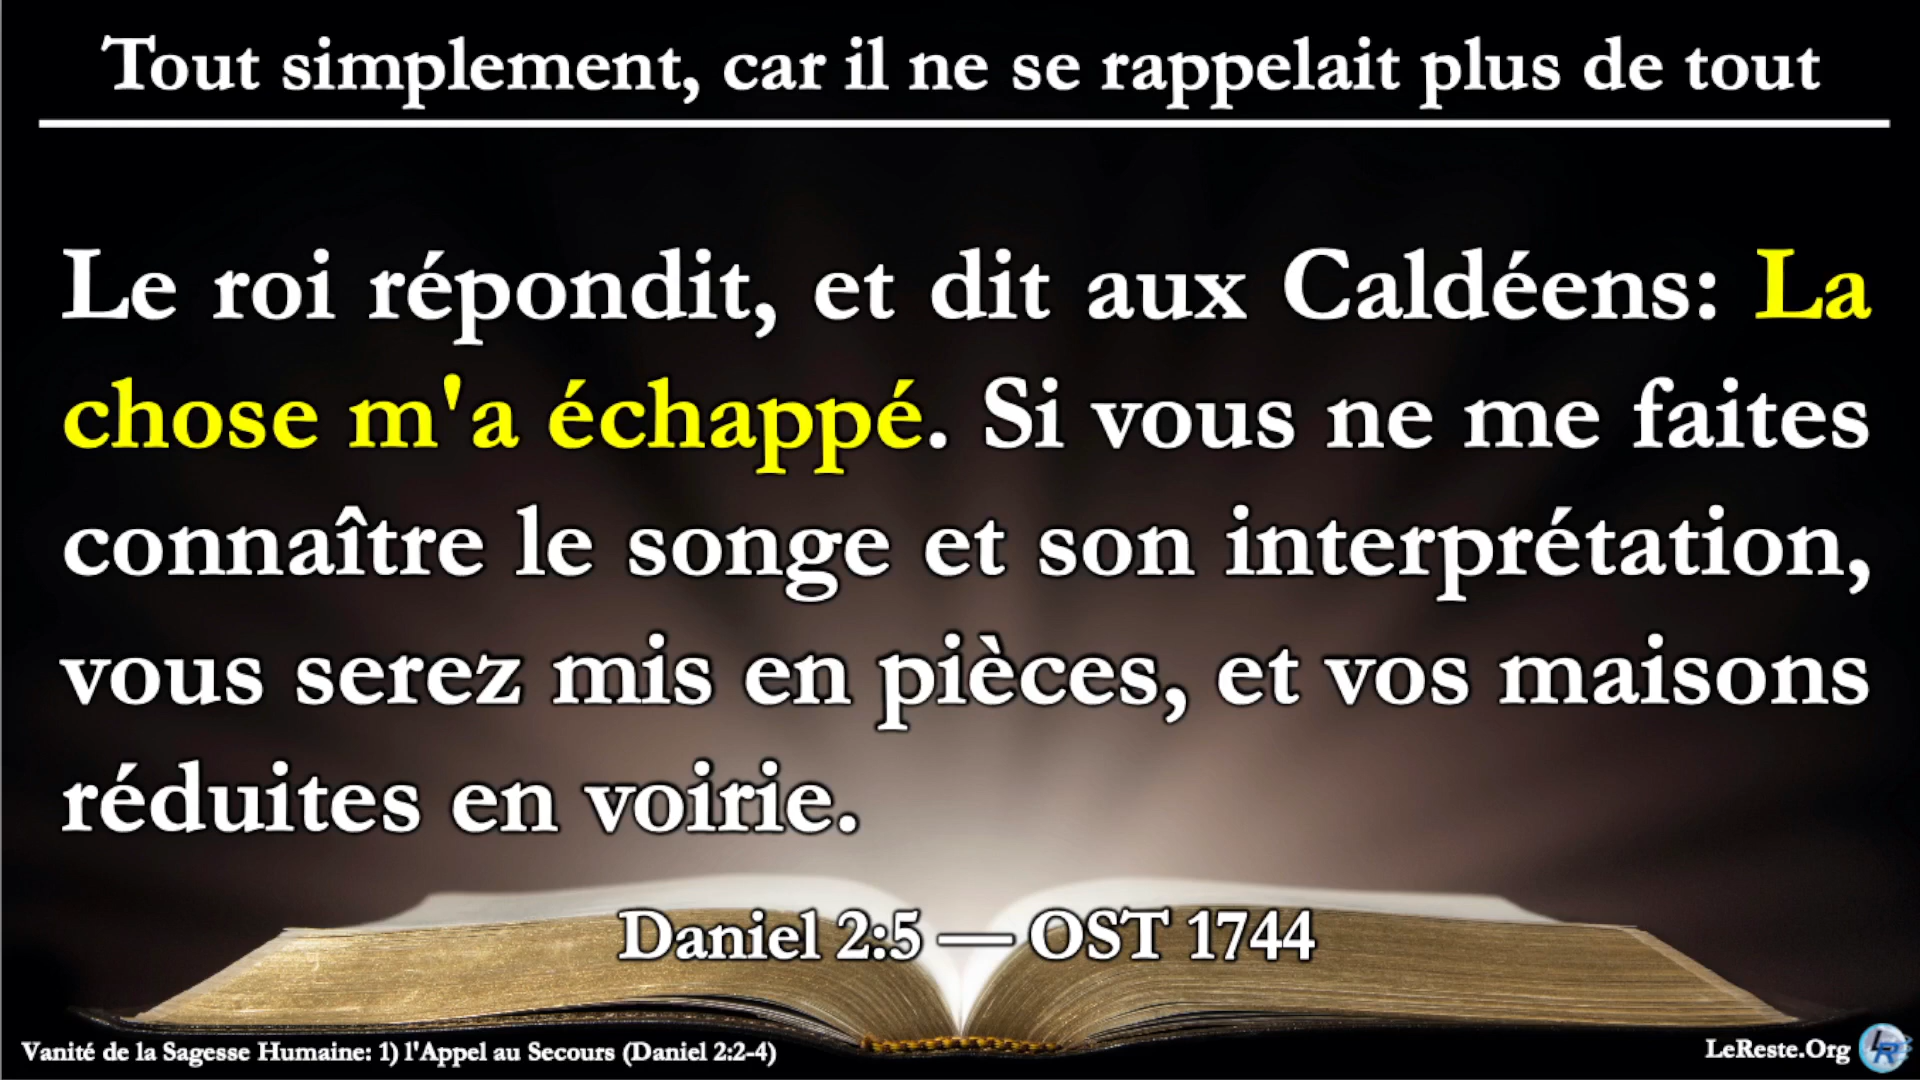 Tout simplement, car il ne se rappelait plus de tout
Le roi répondit, et dit aux Caldéens: La
chose m'a échappé. Si vous ne me faites
connaître le songe et son interprétation,
vous serez mis en pièces, et vos maisons
réduites en voirie.
Daniel 2:5 — OST 1744
Vanité de la Sagesse Humaine: 1) l'Appel au Secours (Daniel 2:2-4)
LeReste.Org LR